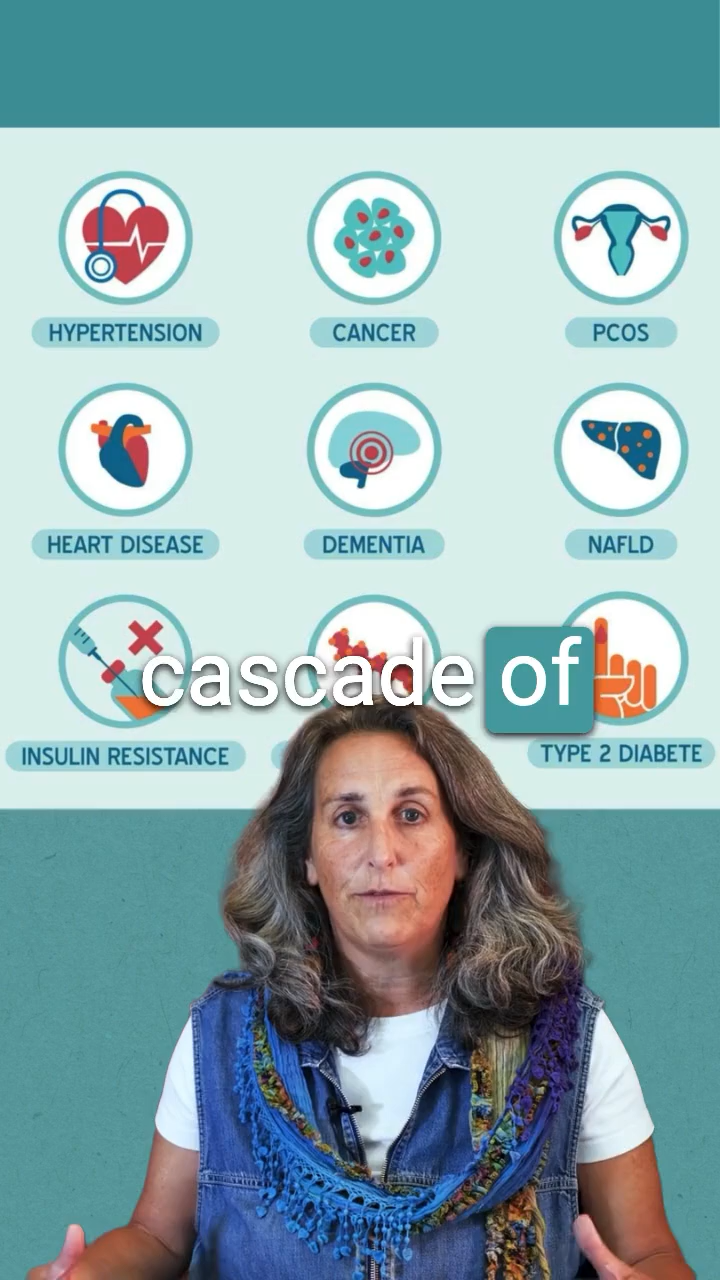 HYPERTENSION
CANCER
PCOS
HEART DISEASE
DEMENTIA
NAFLD
cascade of
INSULIN RESISTANCE
TYPE 2 DIABETE